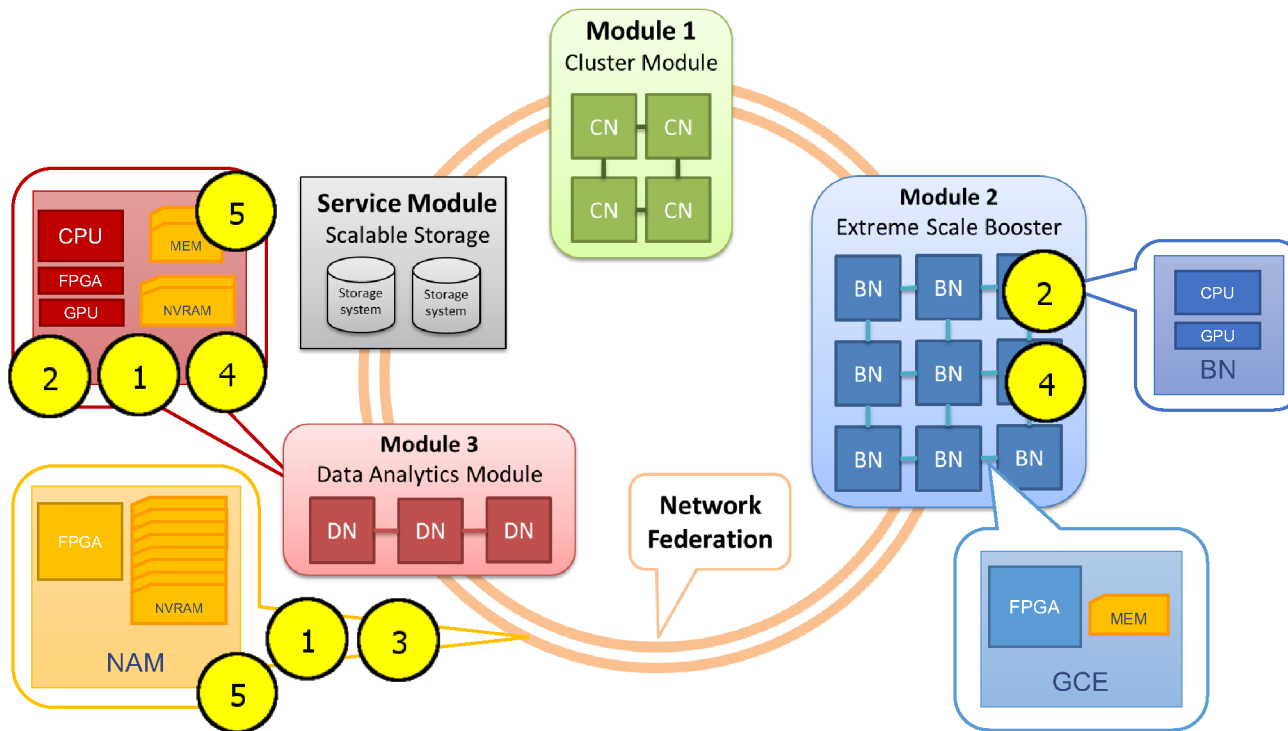 Module 1
Cluster Module
CN
CN
CN
CN
Service Module
Scalable Storage
Storage
system
Storage
system
Module 2
Extreme Scale Booster
BN
BN
BN
BN
BN
BN
BN
2
4
CPU
GPU
BN
5
CPU
MEM
FPGA
GPU
NVRAM
2
1
4
Module 3
Data Analytics Module
DN
DN
DN
Network
Federation
FPGA
NVRAM
NAM
1
3
5
FPGA
MEM
GCE